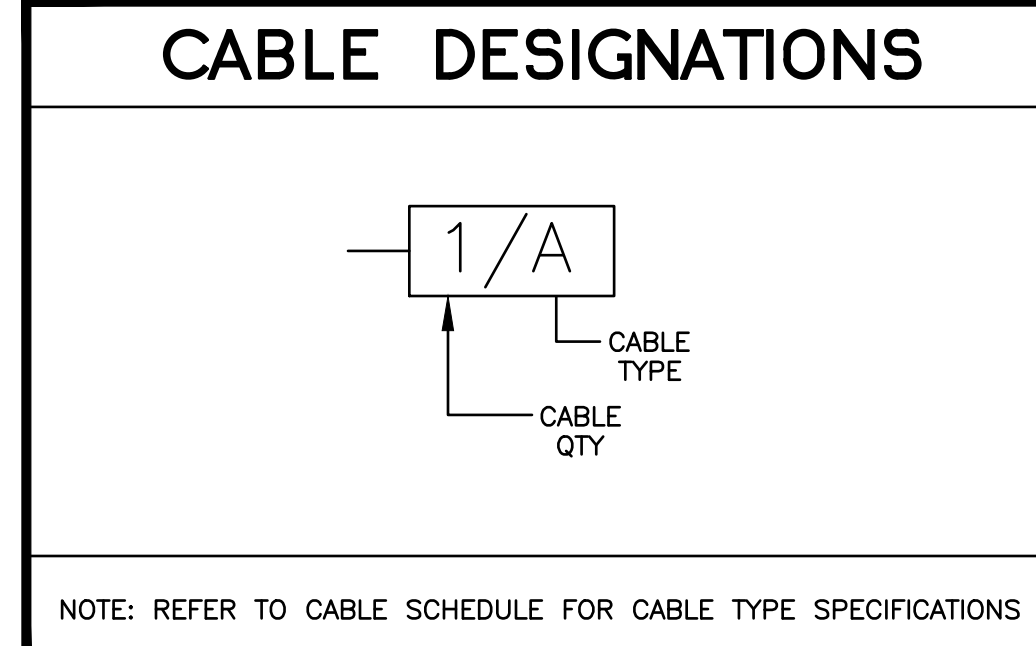 CABLE DESIGNATIONS
1/A
CABLE
TYPE
CABLE
QTY
NOTE: REFER TO CABLE SCHEDULE FOR CABLE TYPE SPECIFICATIONS